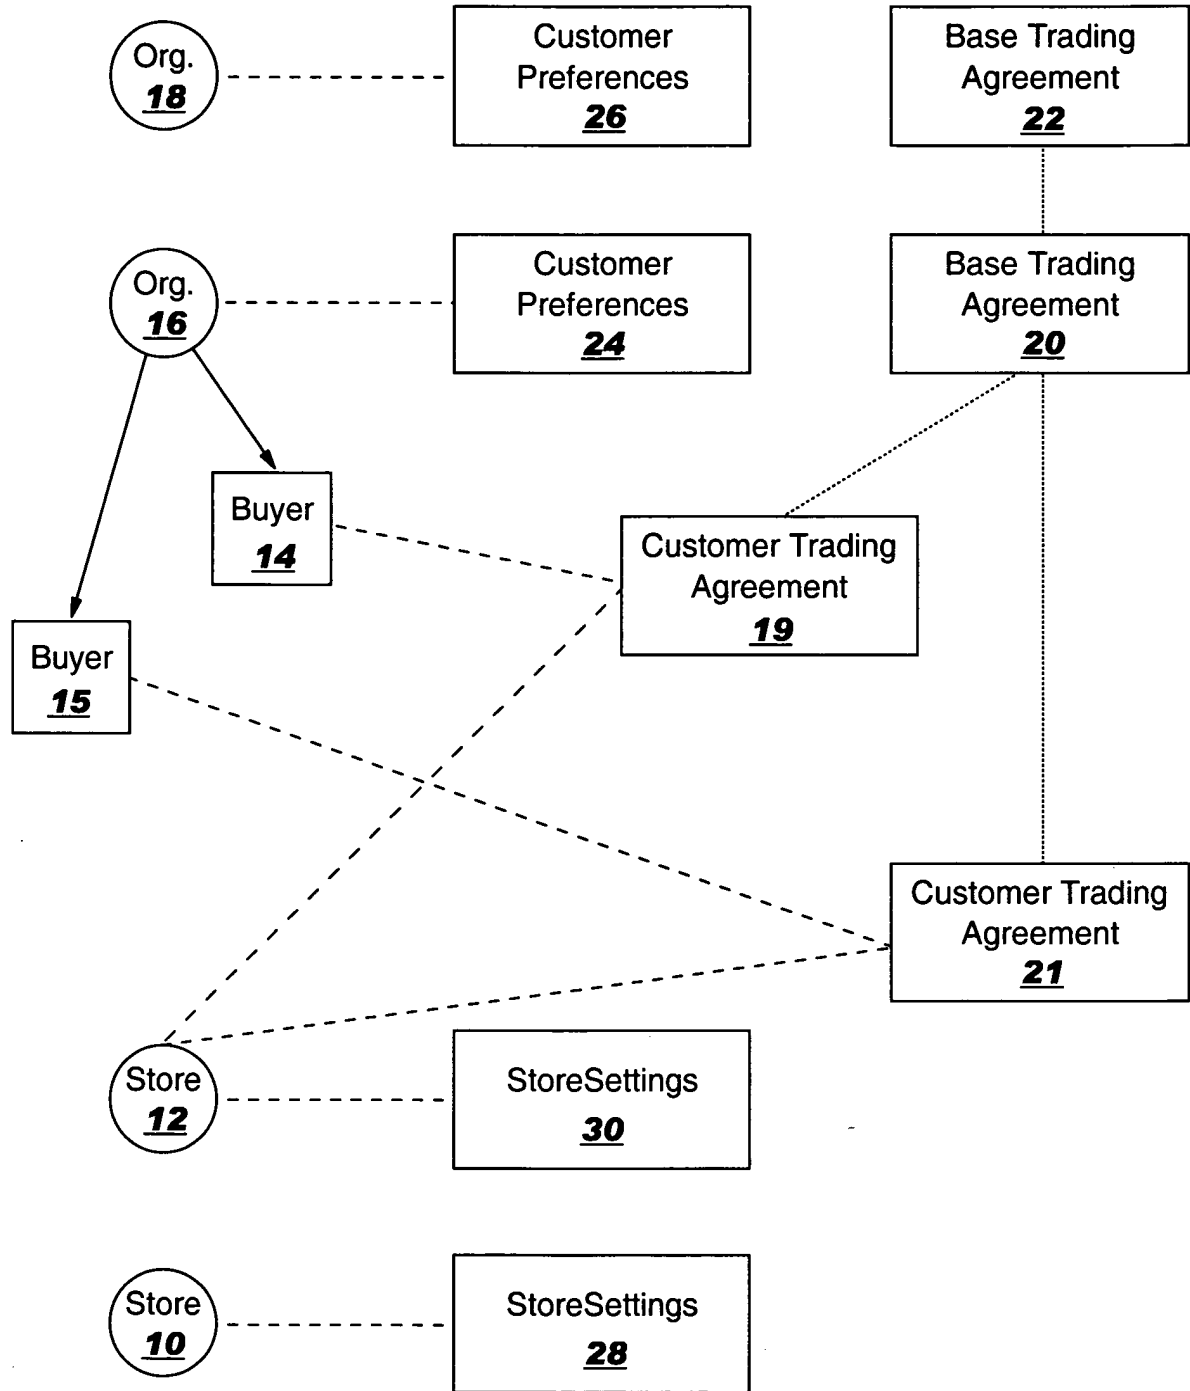 Org.
18
Customer
Preferences
26
Base Trading
Agreement
22
Org.
16
Customer
Preferences
24
Base Trading
Agreement
20
Buyer
14
Customer Trading
Agreement
19
Buyer
15
Customer Trading
Agreement
21
Store
12
StoreSettings
30
Store
10
StoreSettings
28